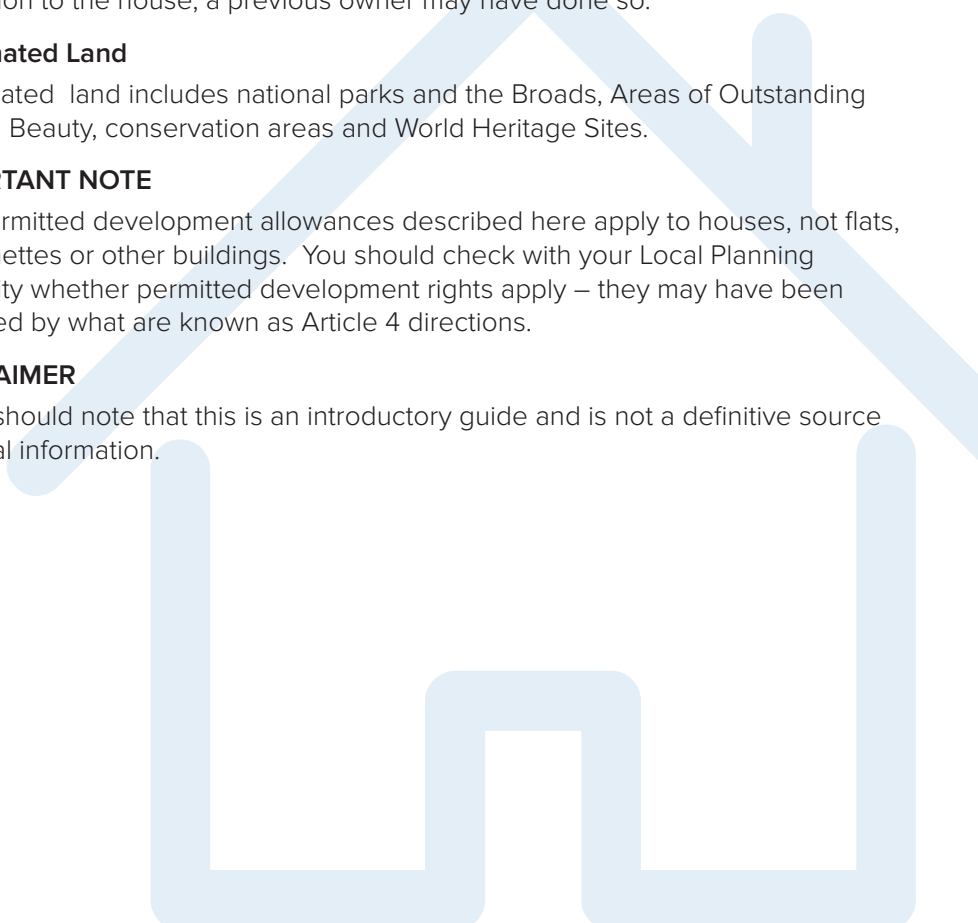 ion to the house, a previous owner may have done so.
nated Land
ated  land includes national parks and the Broads, Areas of Outstanding
Beauty, conservation areas and World Heritage Sites.
RTANT NOTE
rmitted development allowances described here apply to houses, not flats,
ettes or other buildings.  You should check with your Local Planning
ity whether permitted development rights apply – they may have been
ed by what are known as Article 4 directions.
AIMER
should note that this is an introductory guide and is not a definitive source
al information.